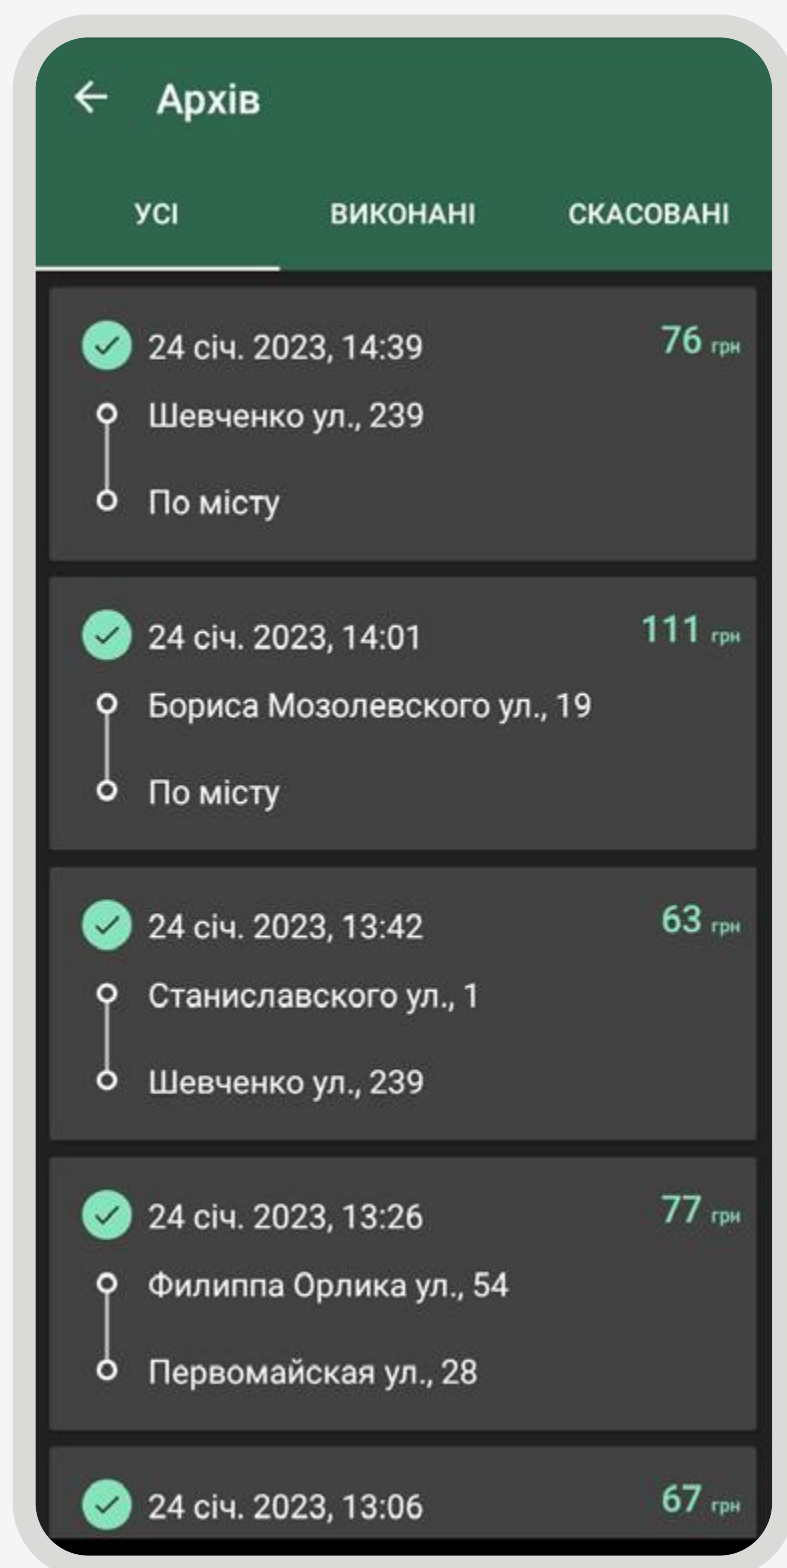 Архів
УСІ ВИКОНАНІ СКАСОВАНІ
24 січ. 2023, 14:39 76 грн
Шевченко ул., 239
По місту
24 січ. 2023, 14:01 111 грн
Бориса Мозолевского ул., 19
По місту
24 січ. 2023, 13:42 63 грн
Станиславского ул., 1
Шевченко ул., 239
24 січ. 2023, 13:26 77 грн
Филиппа Орлика ул., 54
Первомайская ул., 28
24 січ. 2023, 13:06 67 грн